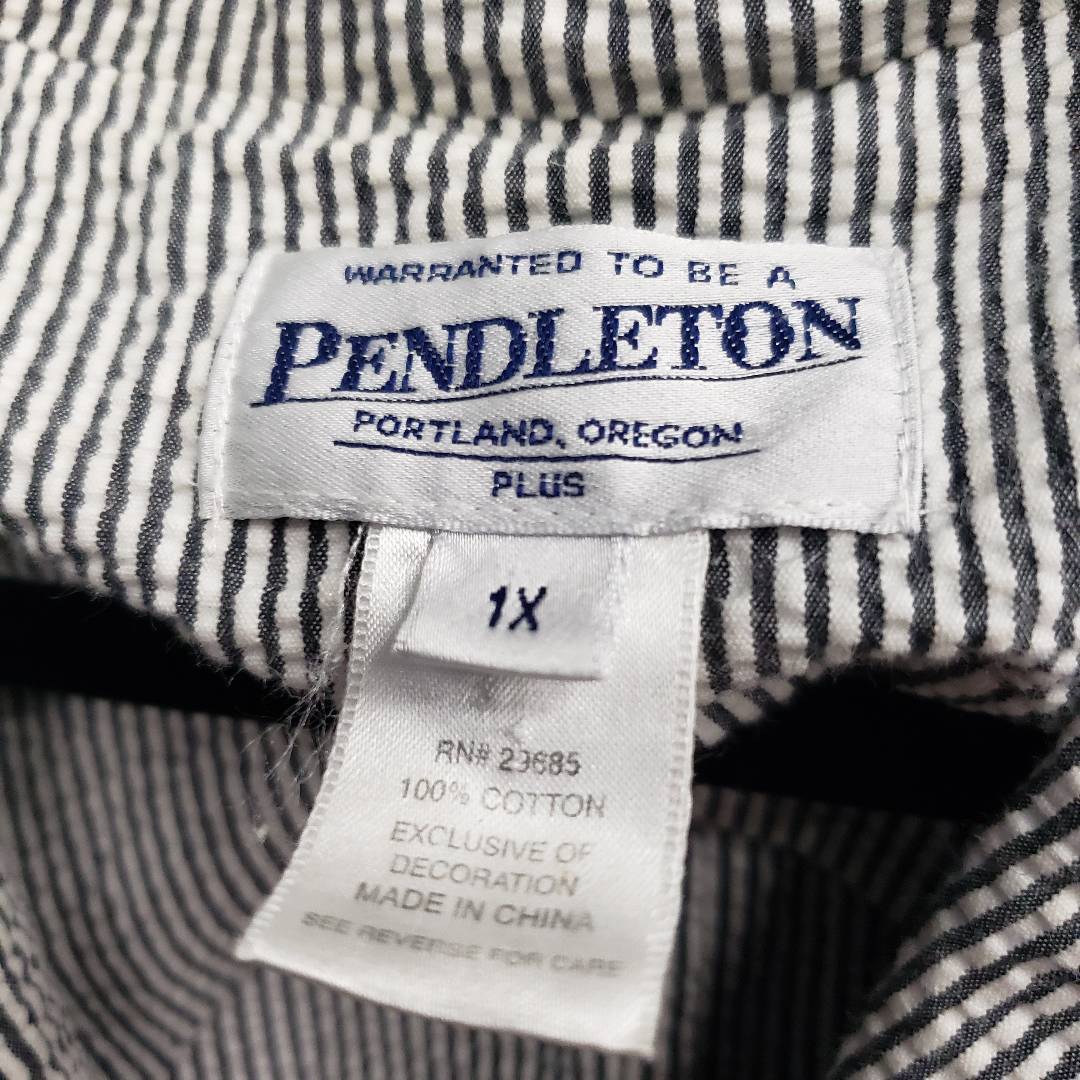 WARRANTED TO BE A
PENDLETON
PORTLAND, OREGON
PLUS
1X
RN# 29685
100% COTTON
EXCLUSIVE OF
DECORATION
MADE IN CHINA
SEE REVERSE FOR CARE